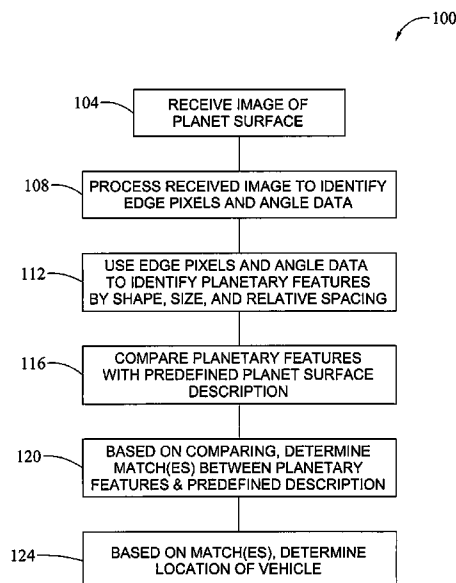 100
104
RECEIVE IMAGE OF
PLANET SURFACE
108
PROCESS RECEIVED IMAGE TO IDENTIFY
EDGE PIXELS AND ANGLE DATA
112
USE EDGE PIXELS AND ANGLE DATA
TO IDENTIFY PLANETARY FEATURES
BY SHAPE, SIZE, AND RELATIVE SPACING
116
COMPARE PLANETARY FEATURES
WITH PREDEFINED PLANET SURFACE
DESCRIPTION
120
BASED ON COMPARING, DETERMINE
MATCH(ES) BETWEEN PLANETARY
FEATURES & PREDEFINED DESCRIPTION
124
BASED ON MATCH(ES), DETERMINE
LOCATION OF VEHICLE